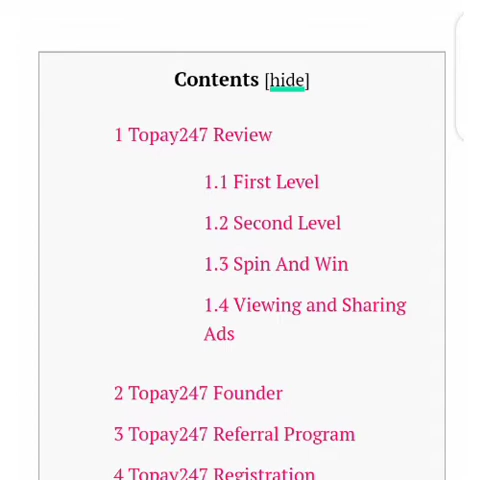 Contents [hide]
1 Topay247 Review
1.1 First Level
1.2 Second Level
1.3 Spin And Win
1.4 Viewing and Sharing
Ads
2 Topay247 Founder
3 Topay247 Referral Program
4 Topay247 Registration